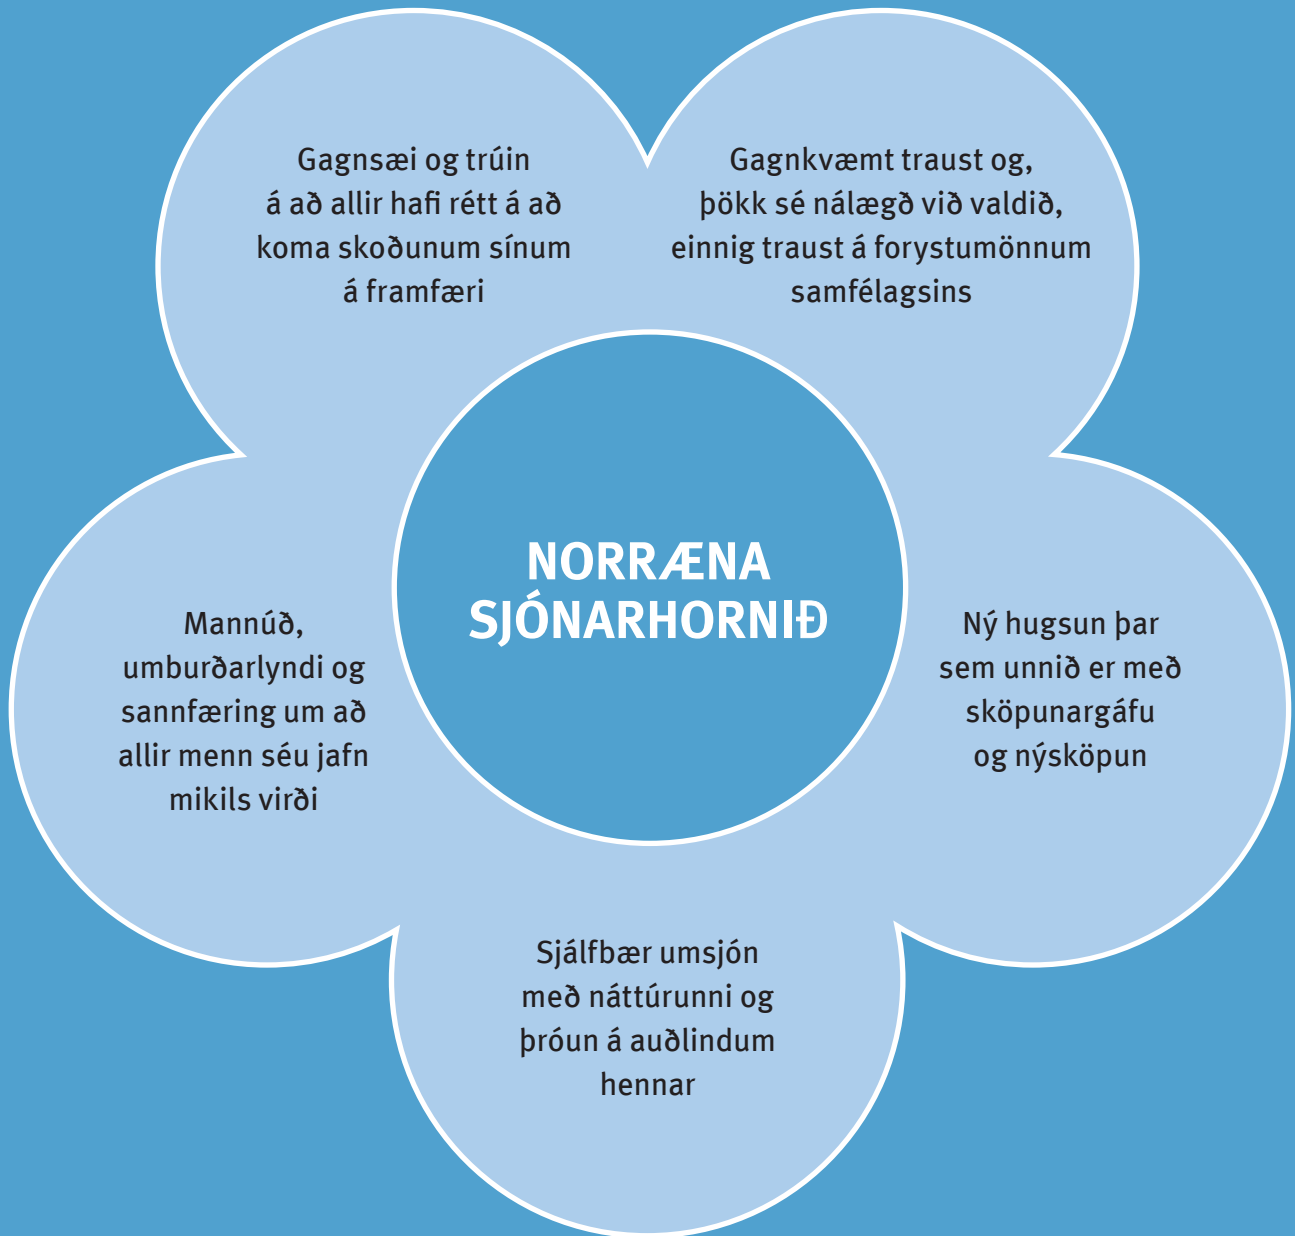 Gagnsæi og trúin
á að allir hafi rétt á að
koma skoðunum sínum
á framfæri
Gagnkvæmt traust og,
þökk sé nálægð við valdið,
einnig traust á forystumönnum
samfélagsins
NORRÆNA
SJÓNARHORNIÐ
Mannúð,
umburðarlyndi og
sannfæring um að
allir menn séu jafn
mikils virði
Ný hugsun þar
sem unnið er með
sköpunargáfu
og nýsköpun
Sjálfbær umsjón
með náttúrunni og
þróun á auðlindum
hennar